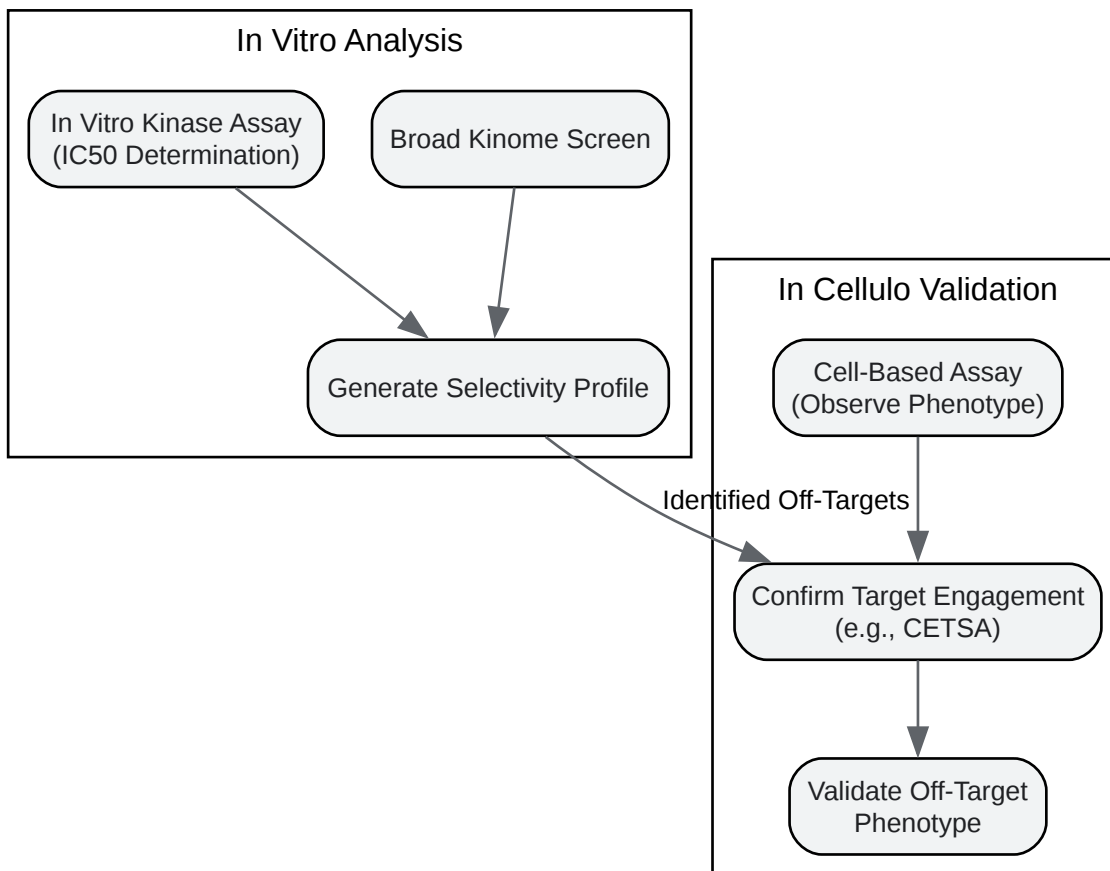 In Vitro Analysis
In Vitro Kinase Assay
(IC50 Determination)
Broad Kinome Screen
Generate Selectivity Profile
In Cellulo Validation
Cell-Based Assay
(Observe Phenotype)
Identified Off-Targets
Confirm Target Engagement
(e.g., CETSA)
Validate Off-Target
Phenotype